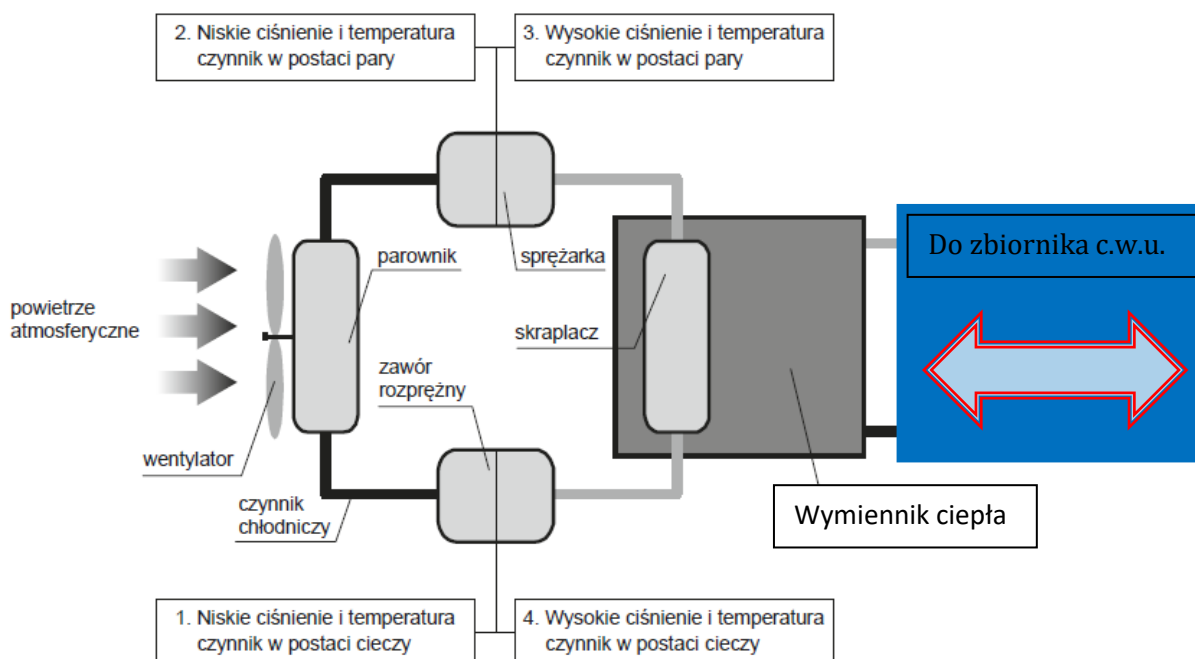 2. Niskie ciśnienie i temperatura
czynnik w postaci pary
3. Wysokie ciśnienie i temperatura
czynnik w postaci pary
powietrze
atmosferyczne
parownik
sprężarka
skraplacz
Do zbiornika c.w.u.
zawór
rozprężny
wentylator
czynnik
chłodniczy
Wymiennik ciepła
1. Niskie ciśnienie i temperatura
czynnik w postaci cieczy
4. Wysokie ciśnienie i temperatura
czynnik w postaci cieczy